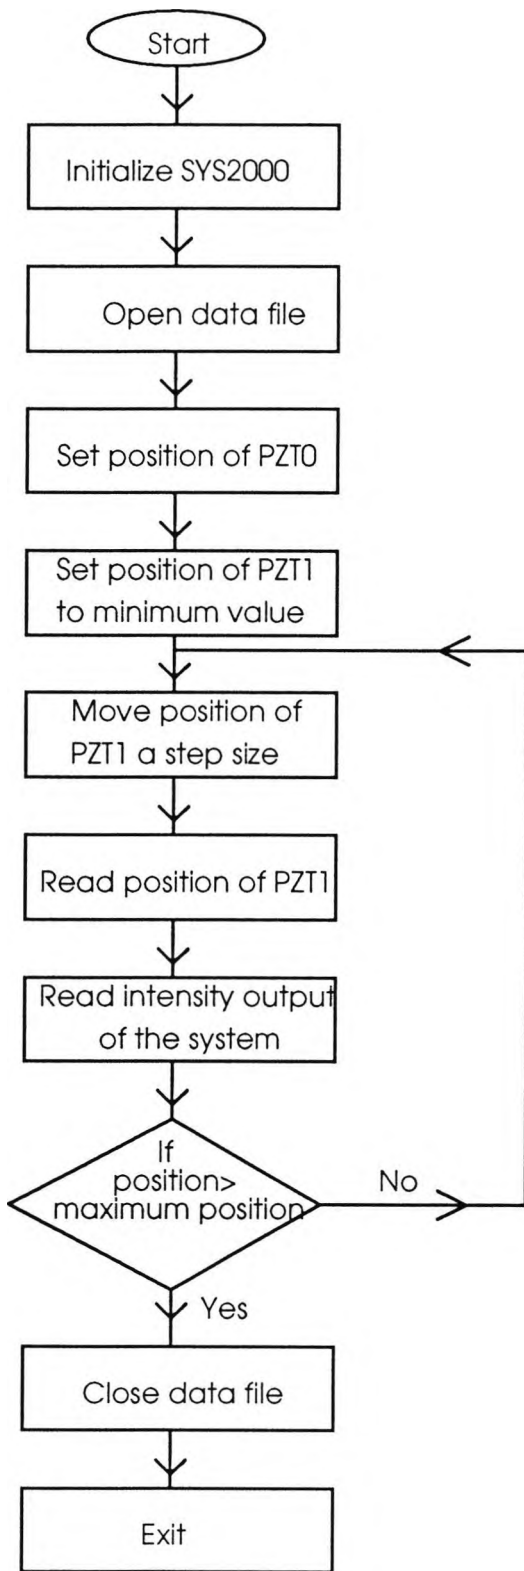 Start
Initialize SYS2000
Open data file
Set position of PZT0
Set position of PZT1
to minimum value
Move position of
PZT1 a step size
Read position of PZT1
Read intensity output
of the system
If
position>
maximum position
No
Yes
Close data file
Exit